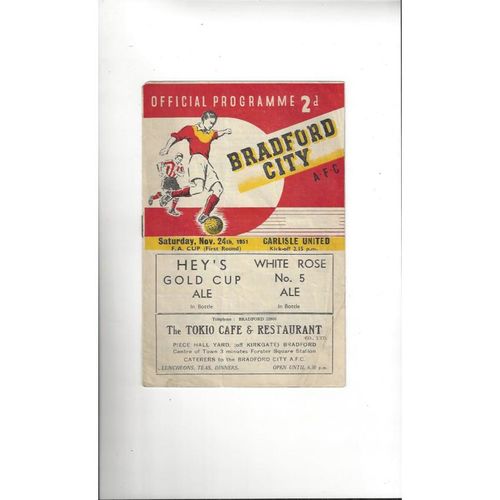 OFFICIAL PROGRAMME 2d
BRADFORD
CITY
A F C
Saturday, Nov. 24th, 1951
F.A. CUP (First Round)
CARLISLE UNITED
Kick-off 2.15 p.m.
HEY'S
GOLD CUP
ALE
In Bottle
WHITE ROSE
No. 5
ALE
In Bottle
Telephone : BRADFORD
The TOKIO CAFE & RESTAURANT
CO., LTD.
PIECE HALL YARD, (off KIRKGATE) BRADFORD
Centre of Town 3 minutes Forster Square Station
CATERERS to the BRADFORD CITY A.F.C.
LUNCHEONS, TEAS, DINNERS. OPEN UNTIL 6.30 p.m.